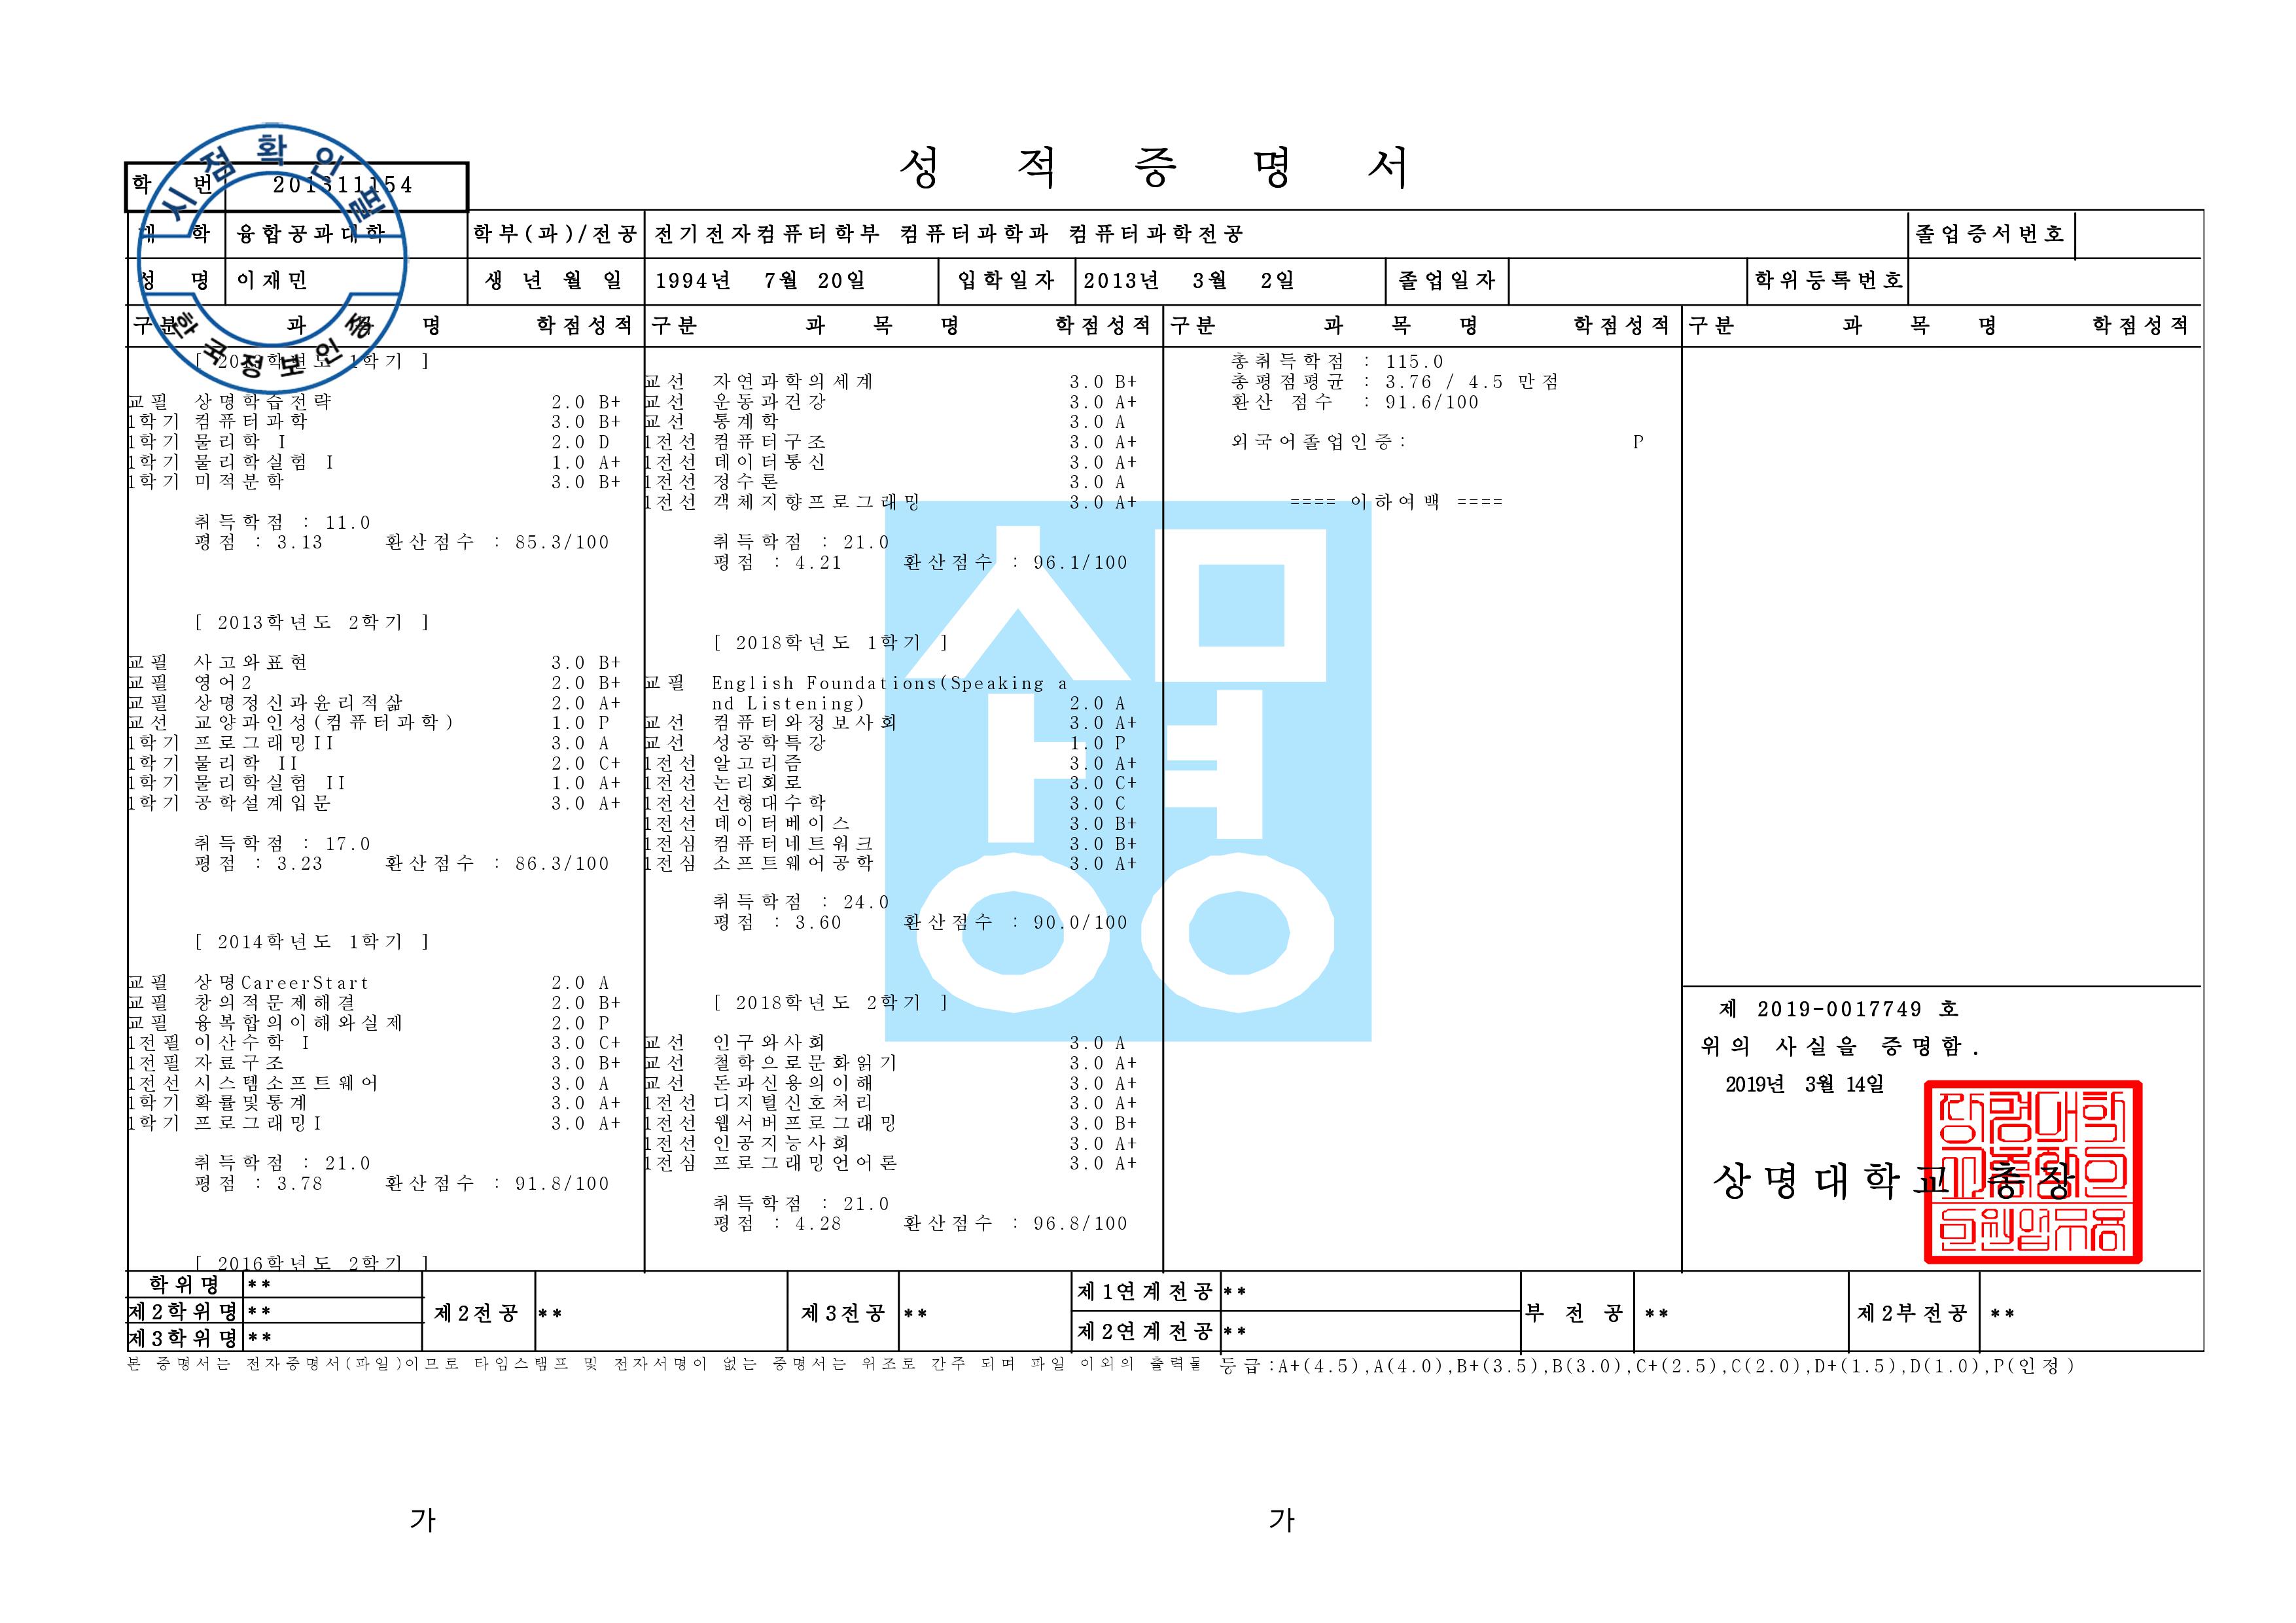 성 적 증 명 서
학 번 201311154
대 학 융합공과대학 학부(과)/전공 전기전자컴퓨터학부 컴퓨터과학과 컴퓨터과학전공 졸업증서번호
성 명 이재민 생 년 월 일 1994년 7월 20일 입학일자 2013년 3월 2일 졸업일자 학위등록번호
시점확인필
한국정보인증
구분 과 목 명 학점성적
[ 2013학년도 1학기 ]
교필 상명학습전략 2.0 B+
1학기 컴퓨터과학 3.0 B+
1학기 물리학 I 2.0 D
1학기 물리학실험 I 1.0 A+
1학기 미적분학 3.0 B+
취득학점 : 11.0
평점 : 3.13 환산점수 : 85.3/100
[ 2013학년도 2학기 ]
교필 사고와표현 3.0 B+
교필 영어2 2.0 B+
교필 상명정신과윤리적삶 2.0 A+
교선 교양과인성(컴퓨터과학) 1.0 P
1학기 프로그래밍II 3.0 A
1학기 물리학 II 2.0 C+
1학기 물리학실험 II 1.0 A+
1학기 공학설계입문 3.0 A+
취득학점 : 17.0
평점 : 3.23 환산점수 : 86.3/100
[ 2014학년도 1학기 ]
교필 상명CareerStart 2.0 A
교필 창의적문제해결 2.0 B+
교필 융복합의이해와실제 2.0 P
1전필 이산수학 I 3.0 C+
1전필 자료구조 3.0 B+
1전선 시스템소프트웨어 3.0 A
1학기 확률및통계 3.0 A+
1학기 프로그래밍I 3.0 A+
취득학점 : 21.0
평점 : 3.78 환산점수 : 91.8/100
[ 2016학년도 2학기 ]
구분 과 목 명 학점성적
교선 자연과학의세계 3.0 B+
교선 운동과건강 3.0 A+
교선 통계학 3.0 A
1전선 컴퓨터구조 3.0 A+
1전선 데이터통신 3.0 A+
1전선 정수론 3.0 A
1전선 객체지향프로그래밍 3.0 A+
취득학점 : 21.0
평점 : 4.21 환산점수 : 96.1/100
[ 2018학년도 1학기 ]
교필 English Foundations(Speaking a
nd Listening) 2.0 A
교선 컴퓨터와정보사회 3.0 A+
교선 성공학특강 1.0 P
1전선 알고리즘 3.0 A+
1전선 논리회로 3.0 C+
1전선 선형대수학 3.0 C
1전선 데이터베이스 3.0 B+
1전심 컴퓨터네트워크 3.0 B+
1전심 소프트웨어공학 3.0 A+
취득학점 : 24.0
평점 : 3.60 환산점수 : 90.0/100
[ 2018학년도 2학기 ]
교선 인구와사회 3.0 A
교선 철학으로문화읽기 3.0 A+
교선 돈과신용의이해 3.0 A+
1전선 디지털신호처리 3.0 A+
1전선 웹서버프로그래밍 3.0 B+
1전선 인공지능사회 3.0 A+
1전심 프로그래밍언어론 3.0 A+
취득학점 : 21.0
평점 : 4.28 환산점수 : 96.8/100
구분 과 목 명 학점성적
총취득학점 : 115.0
총평점평균 : 3.76 / 4.5 만점
환산 점수 : 91.6/100
외국어졸업인증: P
==== 이하여백 ====
상명
구분 과 목 명 학점성적
제 2019-0017749 호
위의 사실을 증명함.
2019년 3월 14일
상명대학교 총장
학위명 **
제2학위명 **
제3학위명 **
제2전공 **
제3전공 **
제1연계전공 **
제2연계전공 **
부 전 공 **
제2부전공 **
본 증명서는 전자증명서(파일)이므로 타임스탬프 및 전자서명이 없는 증명서는 위조로 간주 되며 파일 이외의 출력물 등급:A+(4.5),A(4.0),B+(3.5),B(3.0),C+(2.5),C(2.0),D+(1.5),D(1.0),P(인정)
가 가